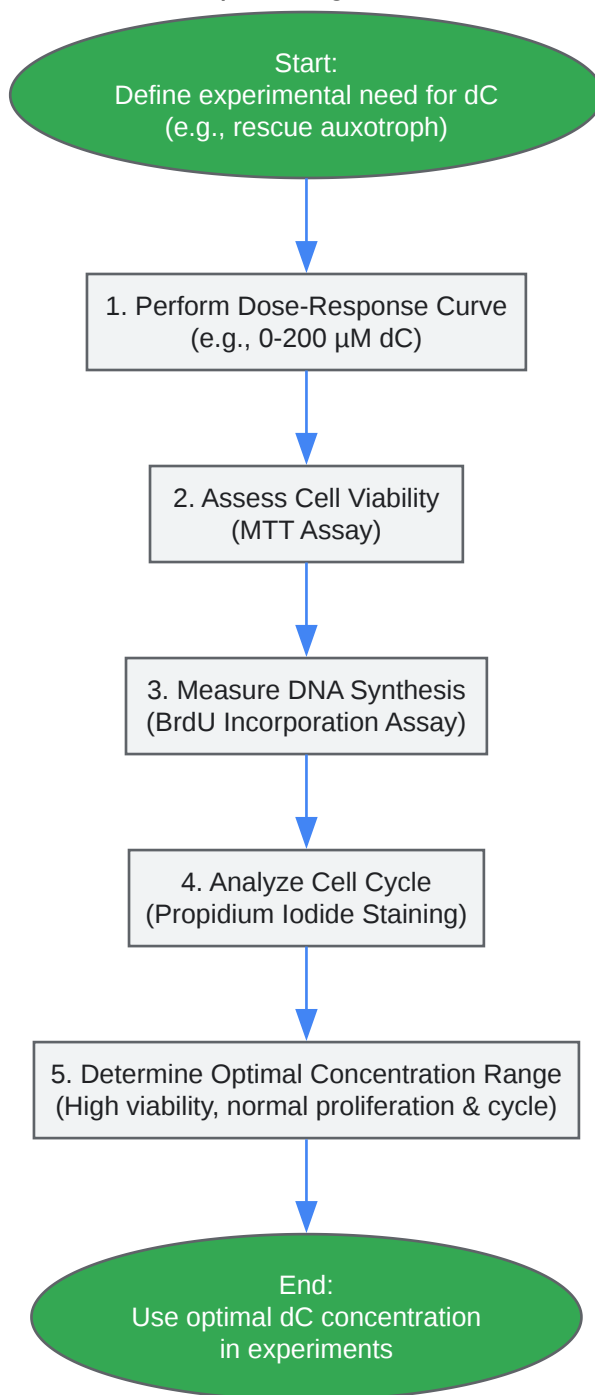 Start:
Define experimental need for dC
(e.g., rescue auxotroph)
1. Perform Dose-Response Curve
(e.g., 0-200 µM dC)
2. Assess Cell Viability
(MTT Assay)
3. Measure DNA Synthesis
(BrdU Incorporation Assay)
4. Analyze Cell Cycle
(Propidium Iodide Staining)
5. Determine Optimal Concentration Range
(High viability, normal proliferation & cycle)
End:
Use optimal dC concentration
in experiments